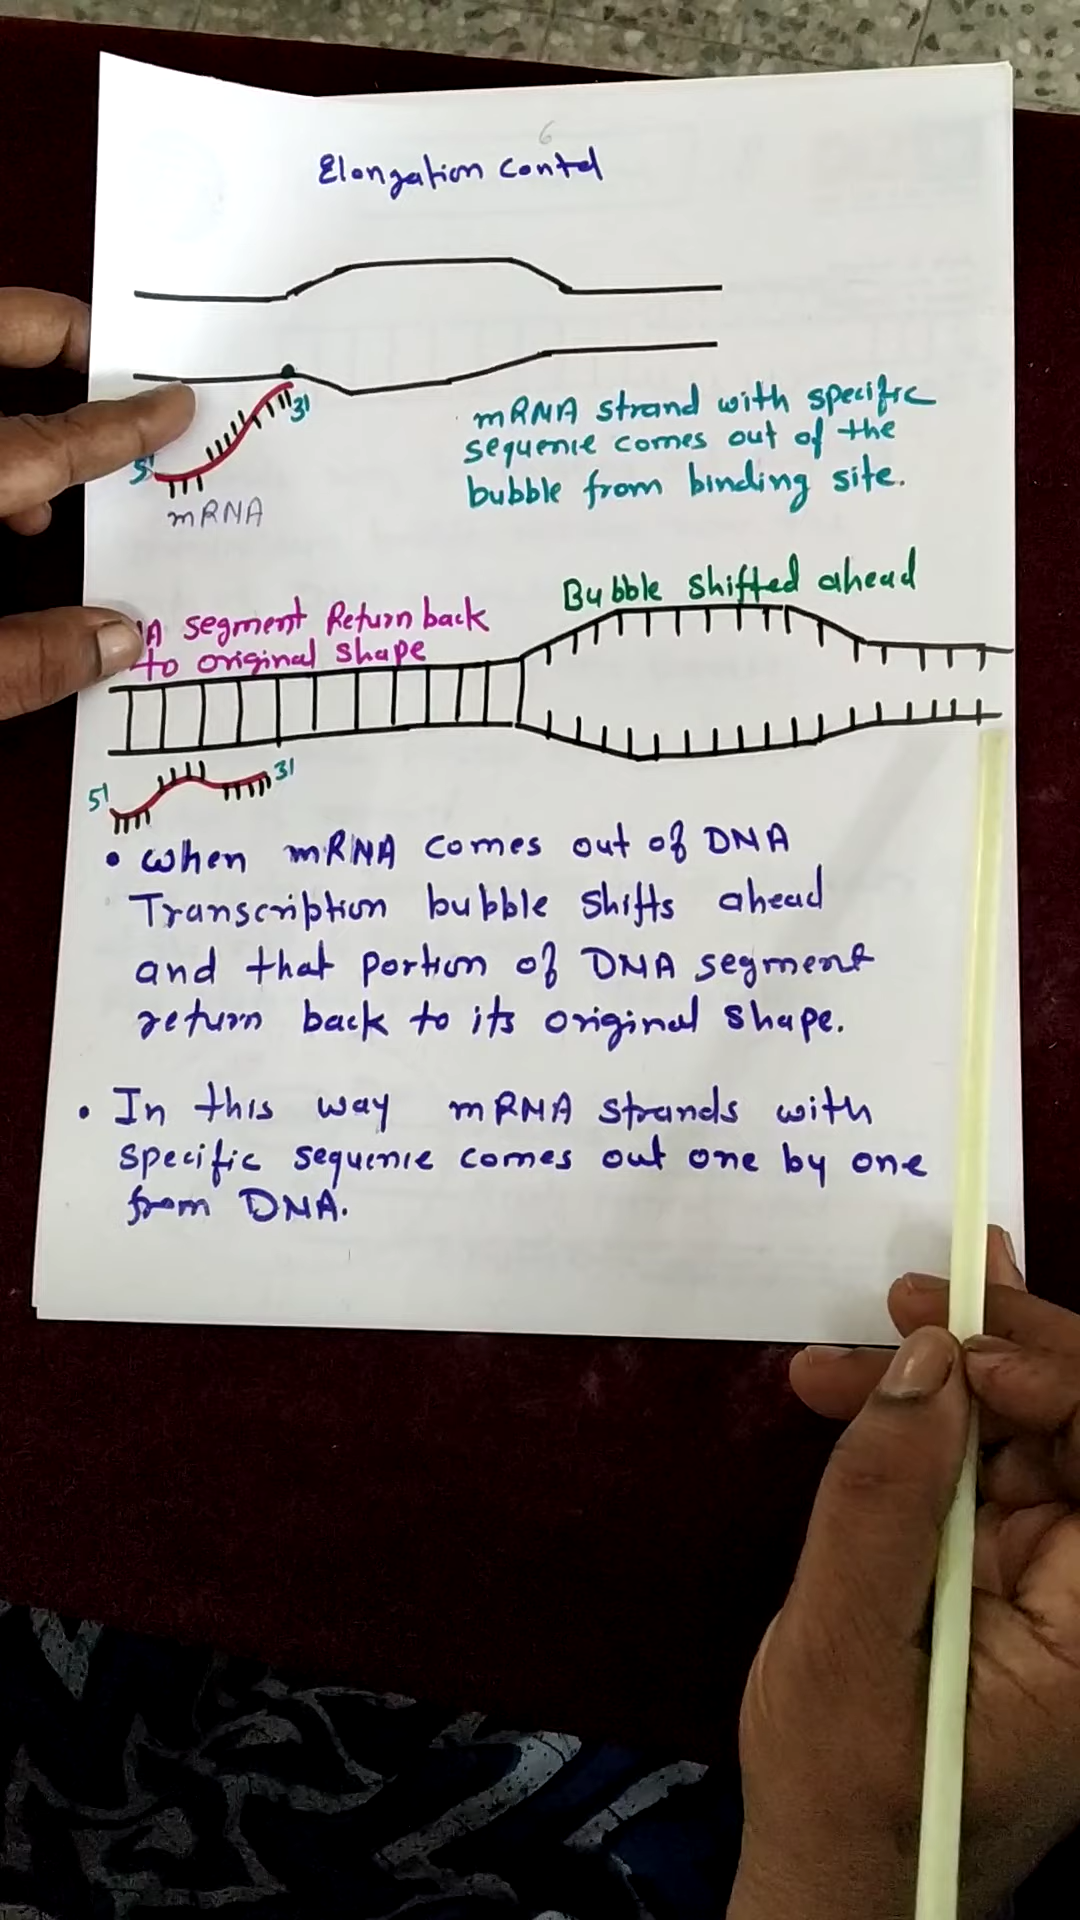 6
Elongation contd
3'
5'
mRNA
mRNA strand with specific
sequence comes out of the
bubble from binding site.
Bubble shifted ahead
A segment Return back
to original shape
5'
3'
• When mRNA comes out of DNA
Transcription bubble shifts ahead
and that portion of DNA segment
return back to its original shape.
• In this way mRNA strands with
specific sequence comes out one by one
from DNA.